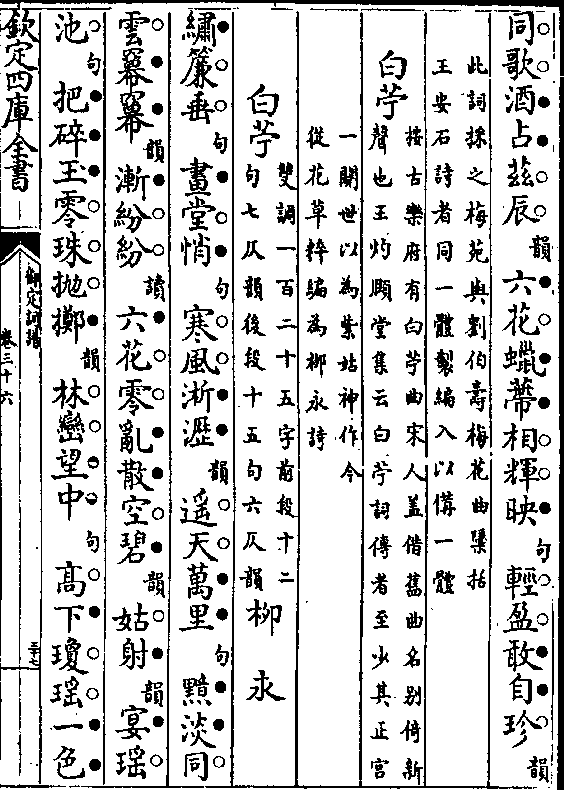 同歌酒占茲辰韻六花蠟蔕相輝映句輕盈敢自珍韻
此詞採之梅苑與劉伯壽梅花曲櫽括
王安石詩者同一體製編入以備一體
白苧按古樂府有白苧曲宋人蓋借舊曲名别倚新
聲也王灼頤堂集云白苧詞傳者至少其正宮
一闋世以為紫姑神作今
從花草粹編為柳永詩
白苧雙調一百二十五字前段十二
句七仄韻後段十五句六仄韻柳永
繡簾垂句畫堂悄句寒風淅瀝韻遥天萬里句黯淡同
雲羃羃韻漸紛紛讀六花零亂散空碧韻姑射韻宴瑶
池句把碎玉零珠抛擲韻林巒望中句高下瓊瑶一色
欽定四庫全書
御定詞譜
卷三十六
三十七